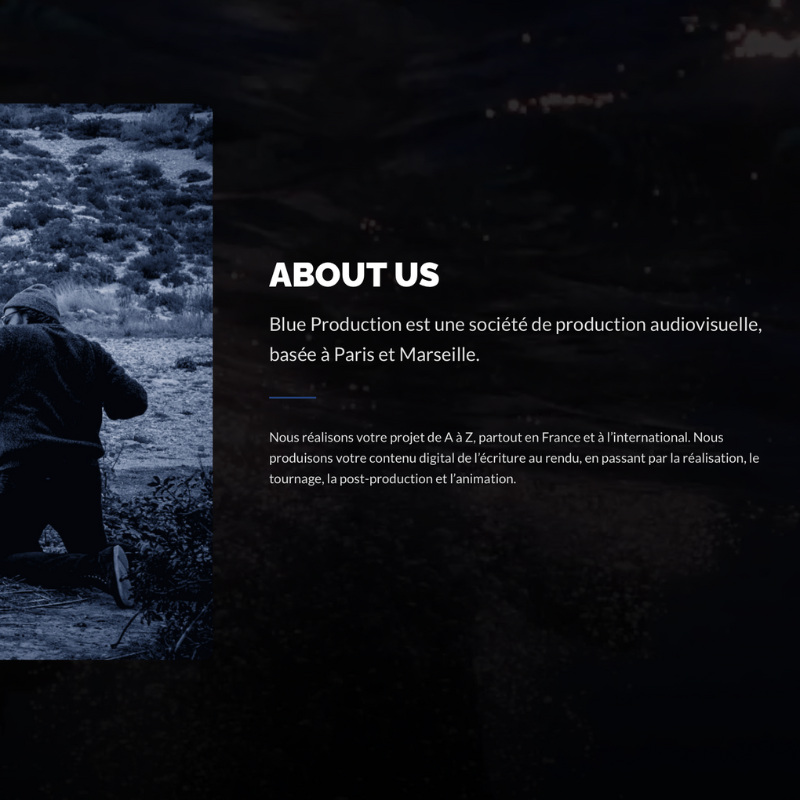 ABOUT US
Blue Production est une société de production audiovisuelle,
basée à Paris et Marseille.
Nous réalisons votre projet de A à Z, partout en France et à l’international. Nous
produisons votre contenu digital de l’écriture au rendu, en passant par la réalisation, le
tournage, la post-production et l’animation.